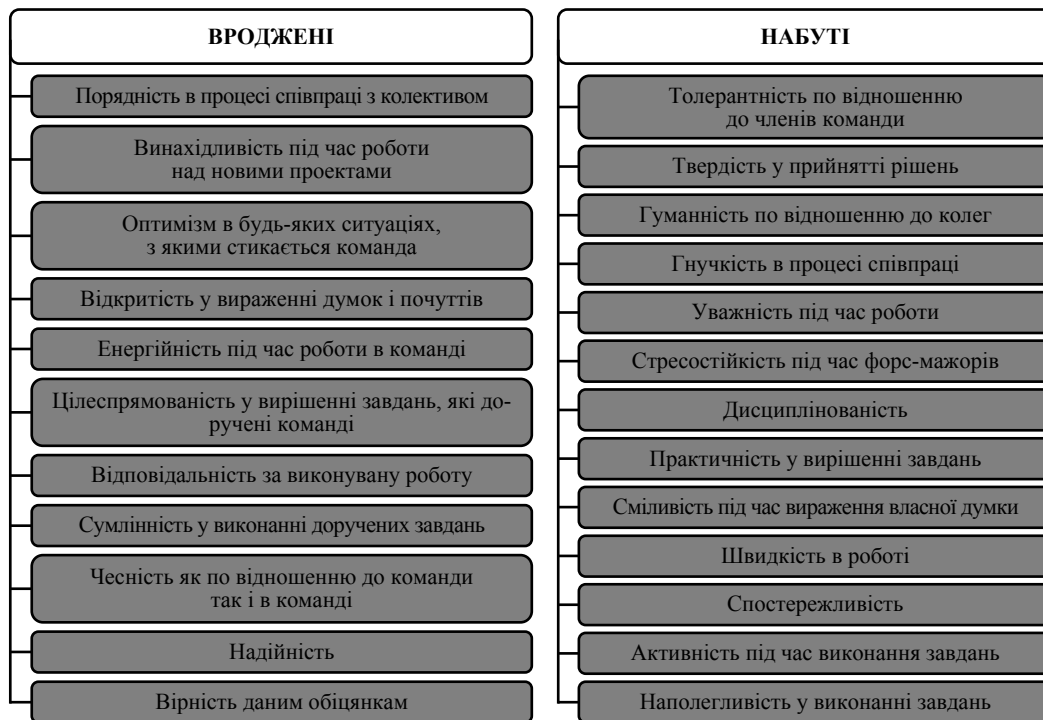 ВРОДЖЕНІ
Порядність в процесі співпраці з колективом
Винахідливість під час роботи
над новими проектами
Оптимізм в будь-яких ситуаціях,
з якими стикається команда
Відкритість у вираженні думок і почуттів
Енергійність під час роботи в команді
Цілеспрямованість у вирішенні завдань, які до-
ручені команді
Відповідальність за виконувану роботу
Сумлінність у виконанні доручених завдань
Чесність як по відношенню до команди
так і в команді
Надійність
Вірність даним обіцянкам
НАБУТІ
Толерантність по відношенню
до членів команди
Твердість у прийнятті рішень
Гуманність по відношенню до колег
Гнучкість в процесі співпраці
Уважність під час роботи
Стресостійкість під час форс-мажорів
Дисциплінованість
Практичність у вирішенні завдань
Сміливість під час вираження власної думки
Швидкість в роботі
Спостережливість
Активність під час виконання завдань
Наполегливість у виконанні завдань